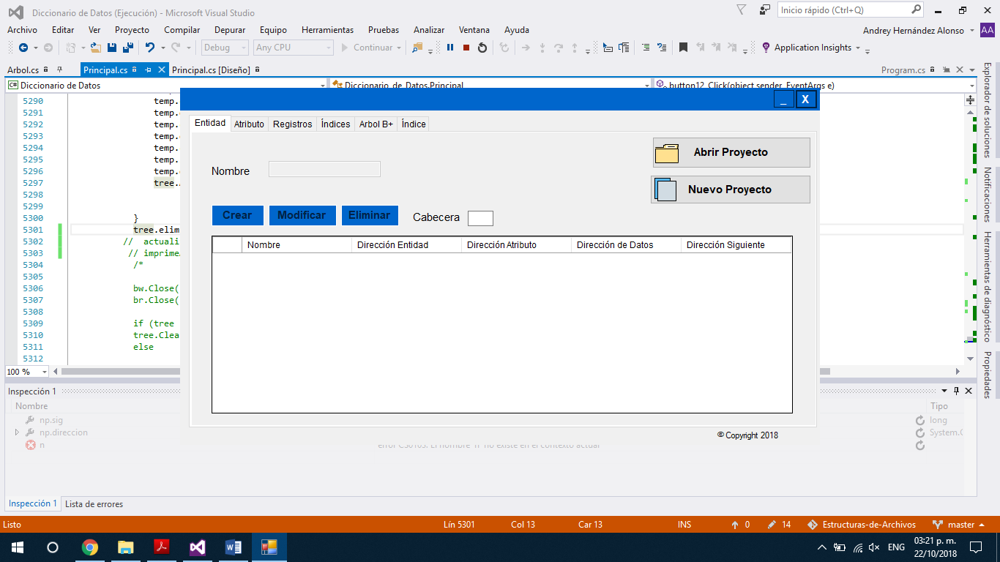 Diccionario de Datos (Ejecución) - Microsoft Visual Studio
Inicio rápido (Ctrl+Q)
Archivo Editar Ver Proyecto Compilar Depurar Equipo Herramientas Pruebas Analizar Ventana Ayuda
Andrey Hernández Alonso AA
Debug Any CPU Continuar Application Insights
Arbol.cs Principal.cs Principal.cs [Diseño] Program.cs
C# Diccionario de Datos Diccionario_de_Datos.Principal button12_Click(object sender, EventArgs e)
5290 temp.
5291 temp.
5292 temp.
5293 temp.
5294 temp.
5295 temp.
5296 temp.
5297 tree.
5298
5299
5300 }
5301 tree.elim
5302 // actuali
5303 // imprime
5304 /*
5305
5306 bw.Close(
5307 br.Close(
5308
5309 if (tree
5310 tree.Clea
5311 else
5312
100 %
_ X
Entidad Atributo Registros Índices Arbol B+ Índice
Abrir Proyecto
Nombre
Nuevo Proyecto
Crear Modificar Eliminar Cabecera
Nombre Dirección Entidad Dirección Atributo Dirección de Datos Dirección Siguiente
© Copyright 2018
Explorador de soluciones
Notificaciones
Herramientas de diagnóstico
Propiedades
Inspección 1
Nombre Tipo
np.sig long
np.direccion System.C
n error CS0103: El nombre 'n' no existe en el contexto actual
Inspección 1 Lista de errores
Listo Lín 5301 Col 13 Car 13 INS 0 14 Estructuras-de-Archivos master
ENG 03:21 p. m.
22/10/2018